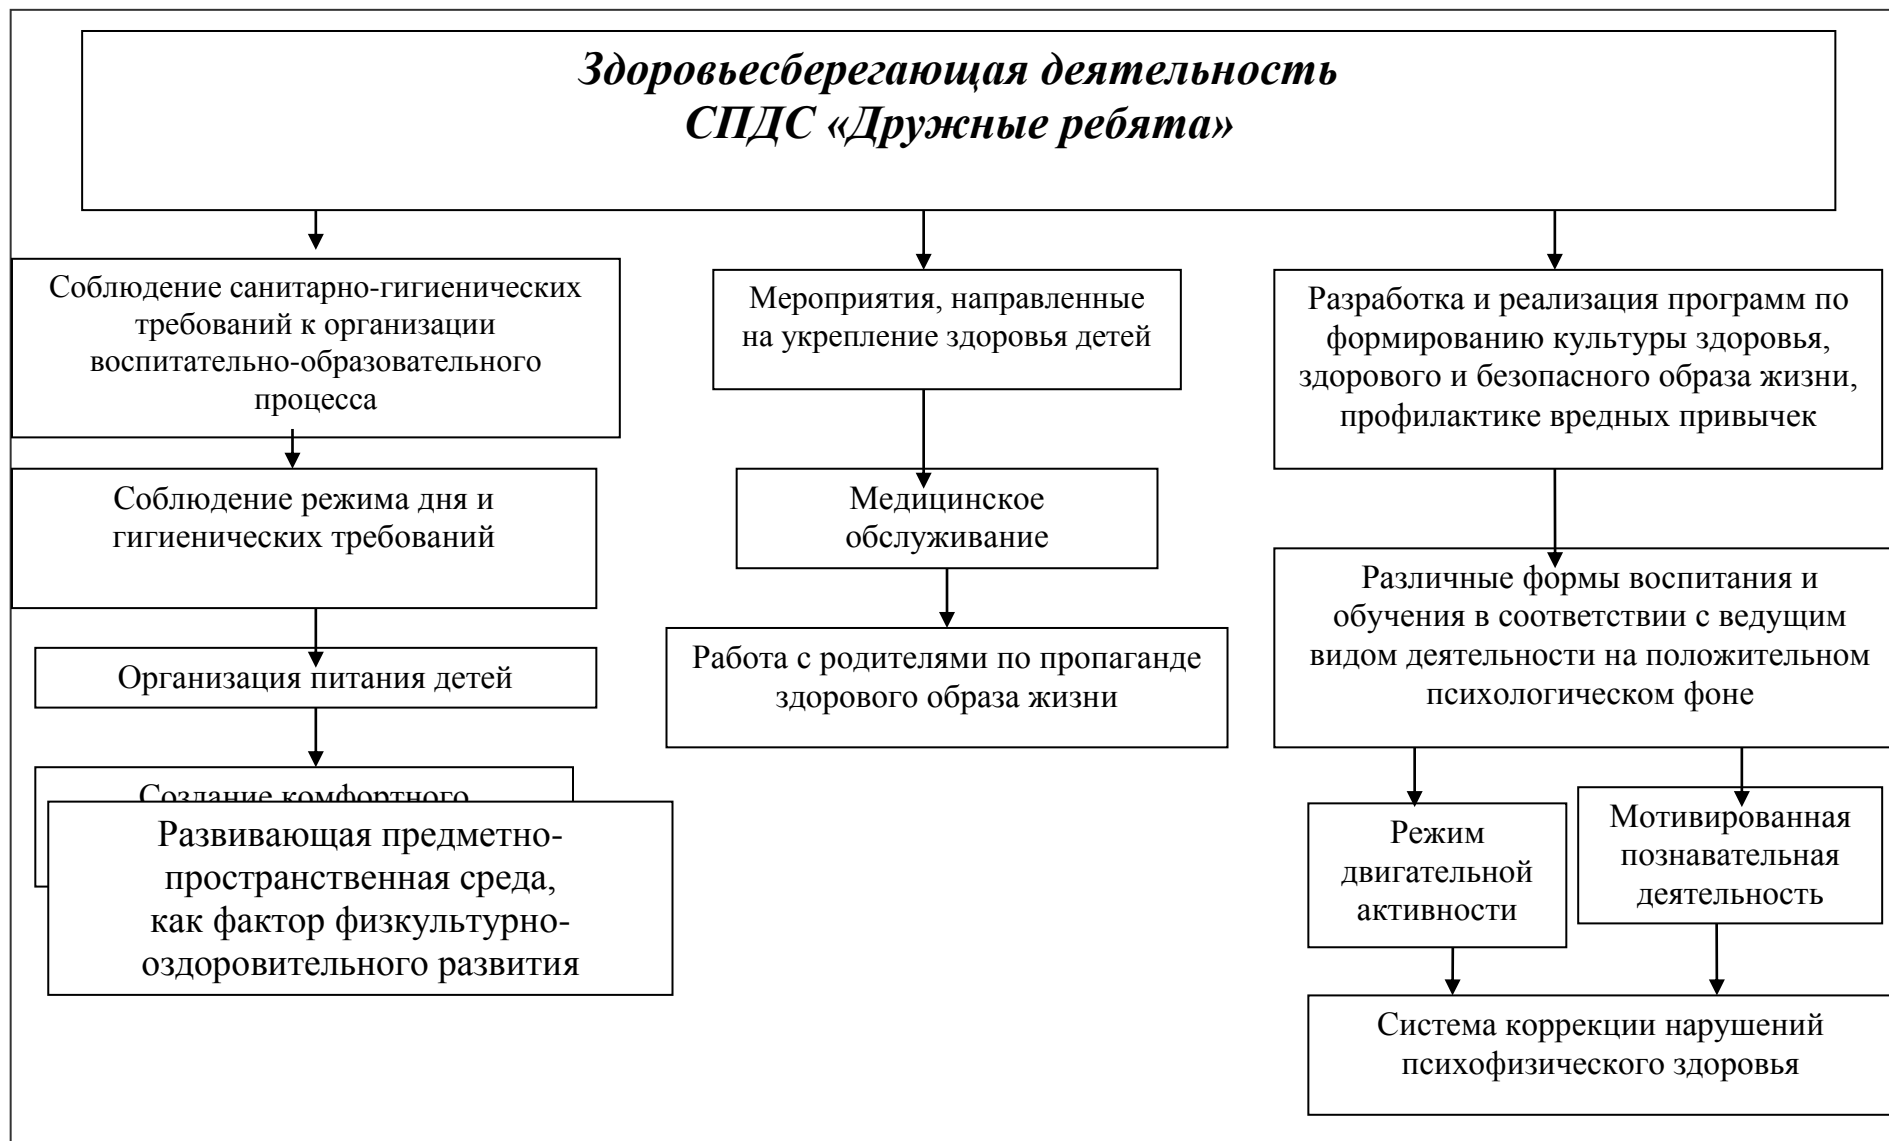 Здоровьесберегающая деятельность
СПДС «Дружные ребята»
Соблюдение санитарно-гигиенических
требований к организации
воспитательно-образовательного
процесса
Соблюдение режима дня и
гигиенических требований
Организация питания детей
Создание комфортного
Развивающая предметно-
пространственная среда,
как фактор физкультурно-
оздоровительного развития
Мероприятия, направленные
на укрепление здоровья детей
Медицинское
обслуживание
Работа с родителями по пропаганде
здорового образа жизни
Разработка и реализация программ по
формированию культуры здоровья,
здорового и безопасного образа жизни,
профилактике вредных привычек
Различные формы воспитания и
обучения в соответствии с ведущим
видом деятельности на положительном
психологическом фоне
Режим
двигательной
активности
Мотивированная
познавательная
деятельность
Система коррекции нарушений
психофизического здоровья